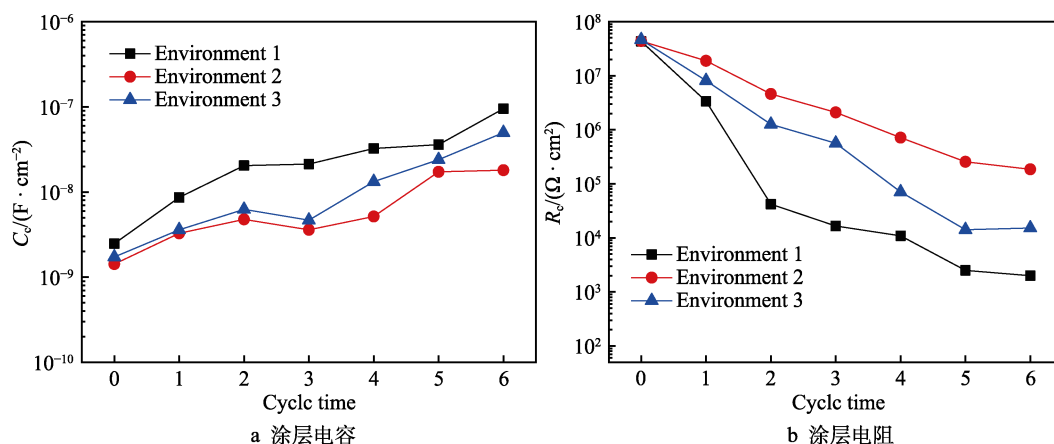 10⁻⁶
10⁻⁷
10⁻⁸
10⁻⁹
10⁻¹⁰
C_c/(F · cm⁻²)
Environment 1
Environment 2
Environment 3
0 1 2 3 4 5 6
Cyclc time
a 涂层电容
10⁸
10⁷
10⁶
10⁵
10⁴
10³
10²
R_c/(Ω · cm²)
Environment 1
Environment 2
Environment 3
0 1 2 3 4 5 6
Cyclc time
b 涂层电阻